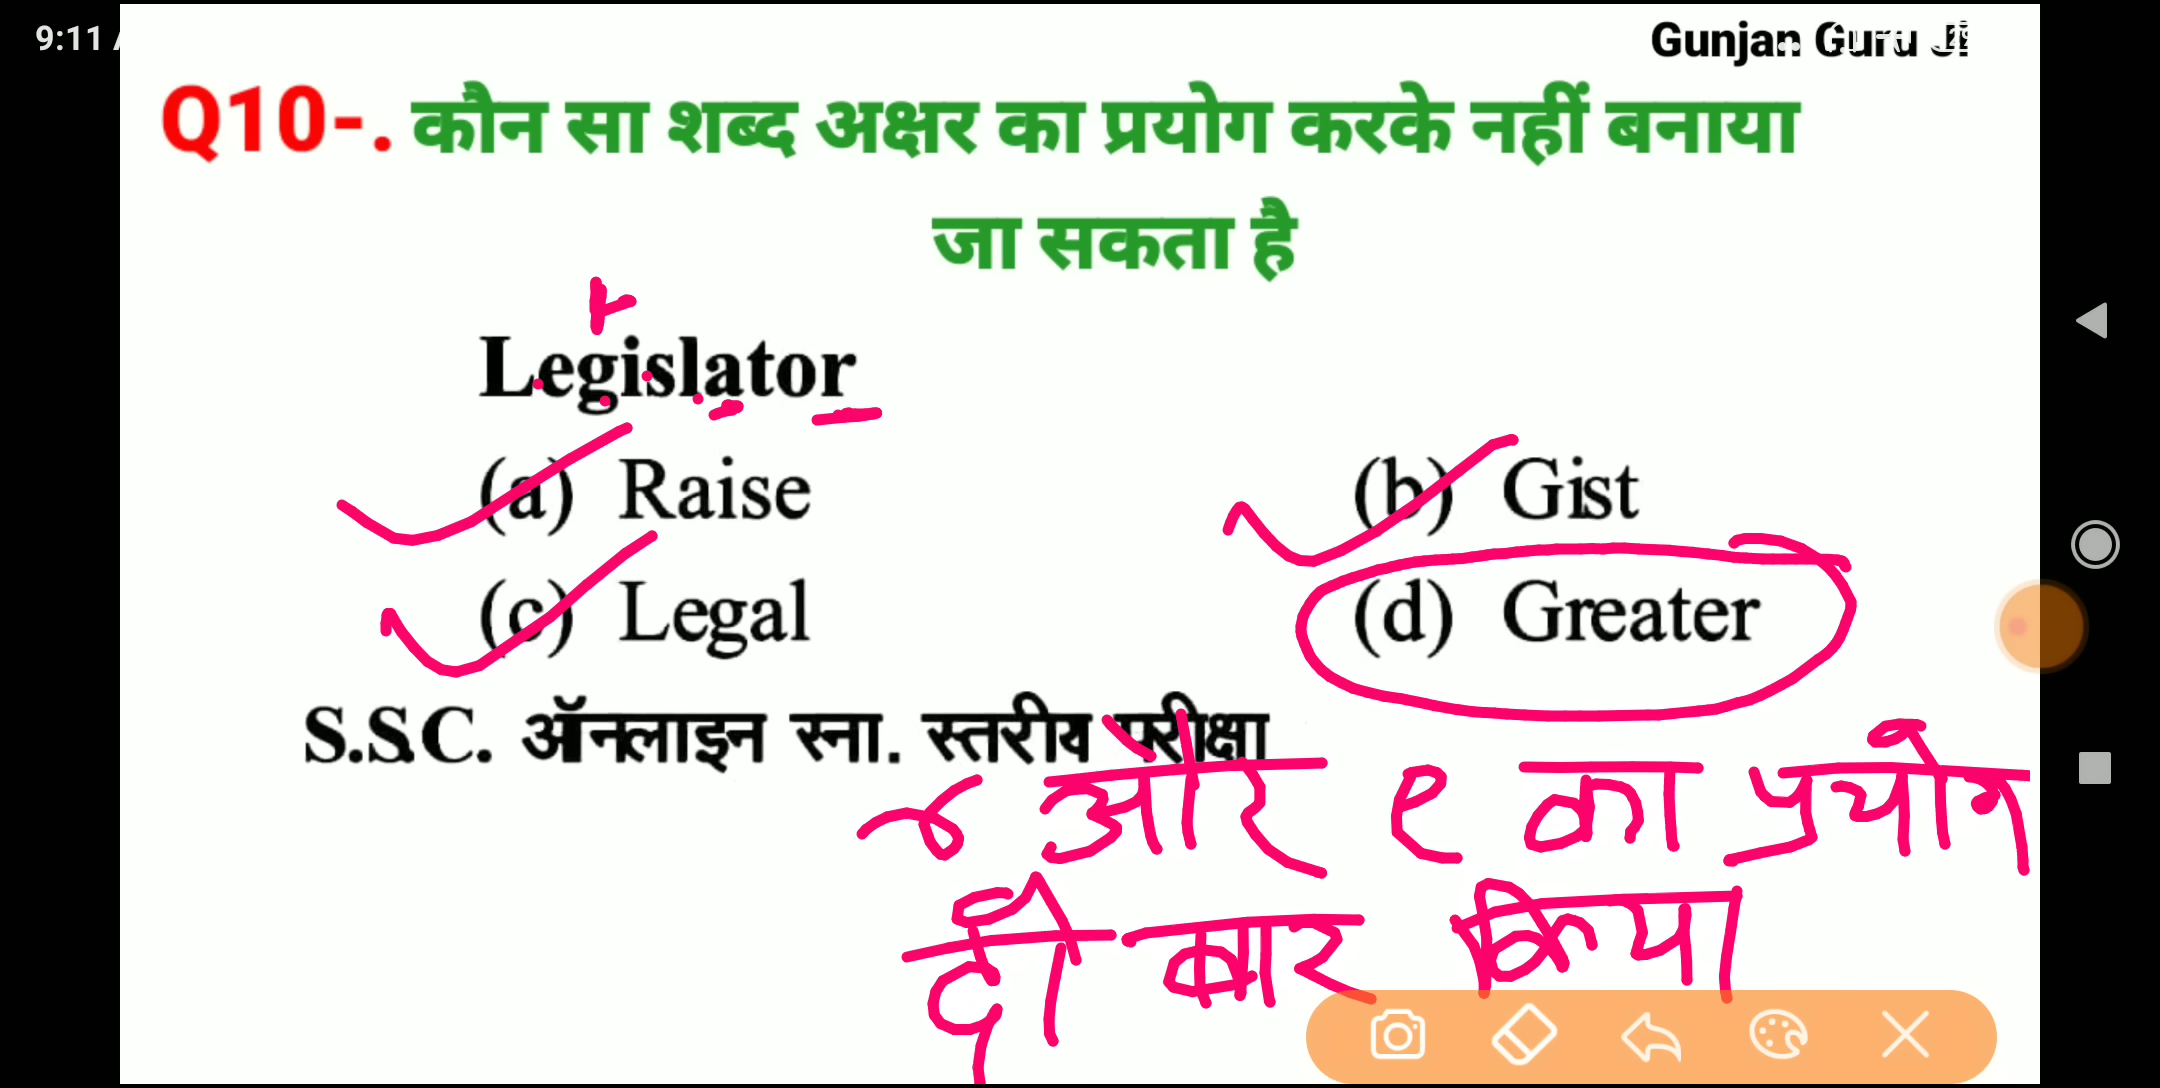 9:11
Gunjan Guru Ji
Q10-. कौन सा शब्द अक्षर का प्रयोग करके नहीं बनाया
जा सकता है
r
Legislator
(a) Raise
(b) Gist
(c) Legal
(d) Greater
S.S.C. ऑनलाइन स्ना. स्तरीय परीक्षा
r और e का प्रयोग
दो बार किया